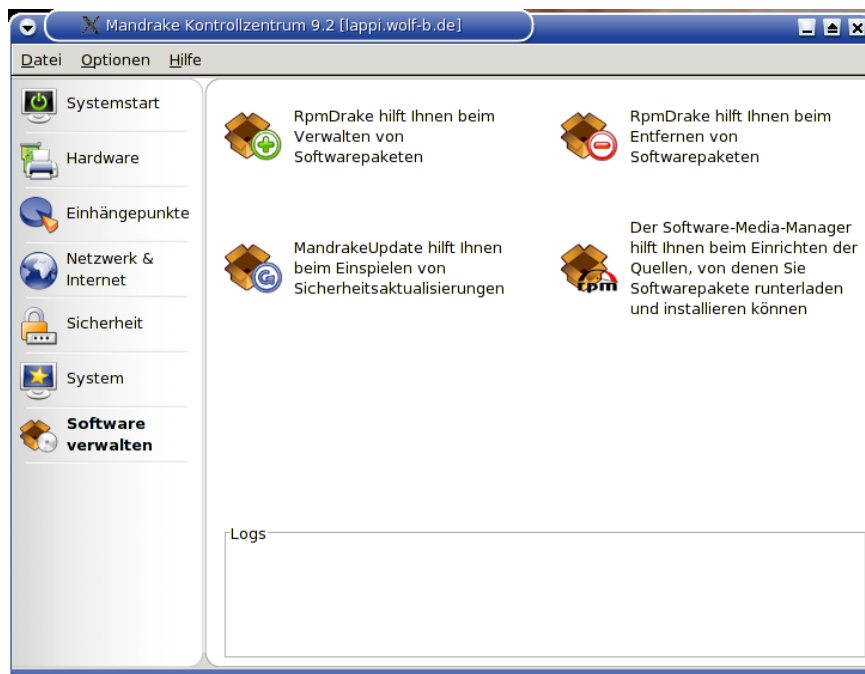 Mandrake Kontrollzentrum 9.2 [lappi.wolf-b.de]
Datei Optionen Hilfe
Systemstart
Hardware
Einhängepunkte
Netzwerk &
Internet
Sicherheit
System
Software
verwalten
RpmDrake hilft Ihnen beim
Verwalten von
Softwarepaketen
RpmDrake hilft Ihnen beim
Entfernen von
Softwarepaketen
MandrakeUpdate hilft Ihnen
beim Einspielen von
Sicherheitsaktualisierungen
rpm
Der Software-Media-Manager
hilft Ihnen beim Einrichten der
Quellen, von denen Sie
Softwarepakete runterladen
und installieren können
Logs